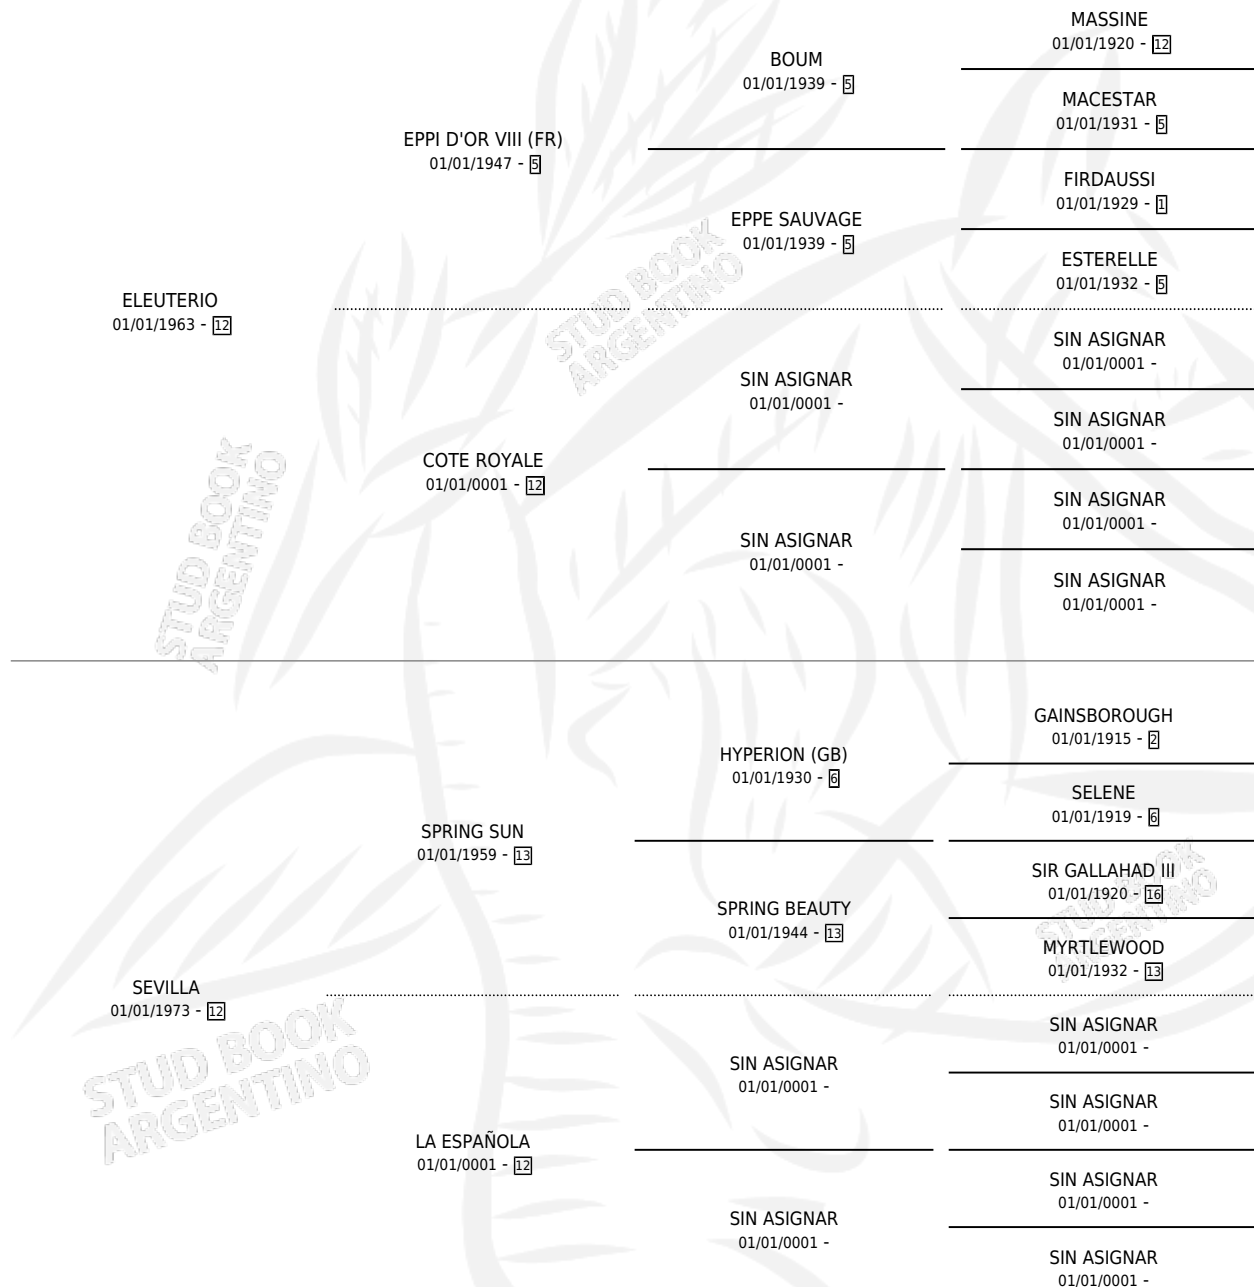 MASSINE
01/01/1920 - 12
BOUM
01/01/1939 - 5
MACESTAR
01/01/1931 - 5
EPPI D'OR VIII (FR)
01/01/1947 - 5
FIRDAUSSI
01/01/1929 - 1
EPPE SAUVAGE
01/01/1939 - 5
ESTERELLE
01/01/1932 - 5
ELEUTERIO
01/01/1963 - 12
SIN ASIGNAR
01/01/0001 -
SIN ASIGNAR
01/01/0001 -
SIN ASIGNAR
01/01/0001 -
COTE ROYALE
01/01/0001 - 12
SIN ASIGNAR
01/01/0001 -
SIN ASIGNAR
01/01/0001 -
SIN ASIGNAR
01/01/0001 -
GAINSBOROUGH
01/01/1915 - 2
HYPERION (GB)
01/01/1930 - 6
SELENE
01/01/1919 - 6
SPRING SUN
01/01/1959 - 13
SIR GALLAHAD III
01/01/1920 - 16
SPRING BEAUTY
01/01/1944 - 13
MYRTLEWOOD
01/01/1932 - 13
SEVILLA
01/01/1973 - 12
SIN ASIGNAR
01/01/0001 -
SIN ASIGNAR
01/01/0001 -
SIN ASIGNAR
01/01/0001 -
LA ESPAÑOLA
01/01/0001 - 12
SIN ASIGNAR
01/01/0001 -
SIN ASIGNAR
01/01/0001 -
SIN ASIGNAR
01/01/0001 -
STUD BOOK
ARGENTINO
STUD BOOK
ARGENTINO
STUD BOOK
ARGENTINO
STUD BOOK
ARGENTINO